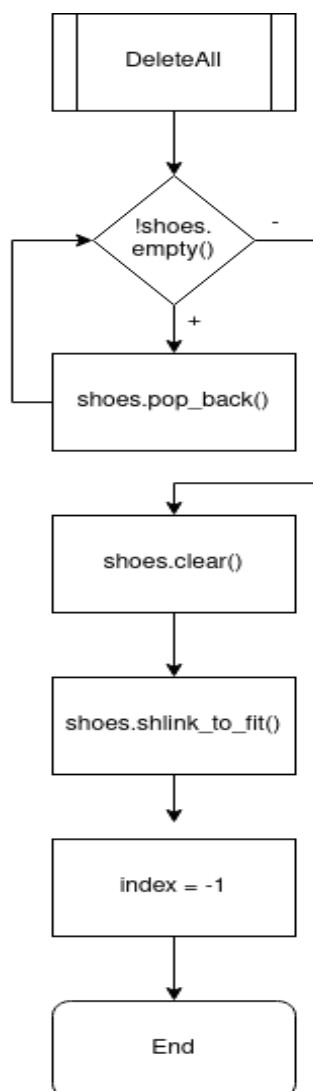 DeleteAll
!shoes.
empty()
-
+
shoes.pop_back()
shoes.clear()
shoes.shlink_to_fit()
index = -1
End